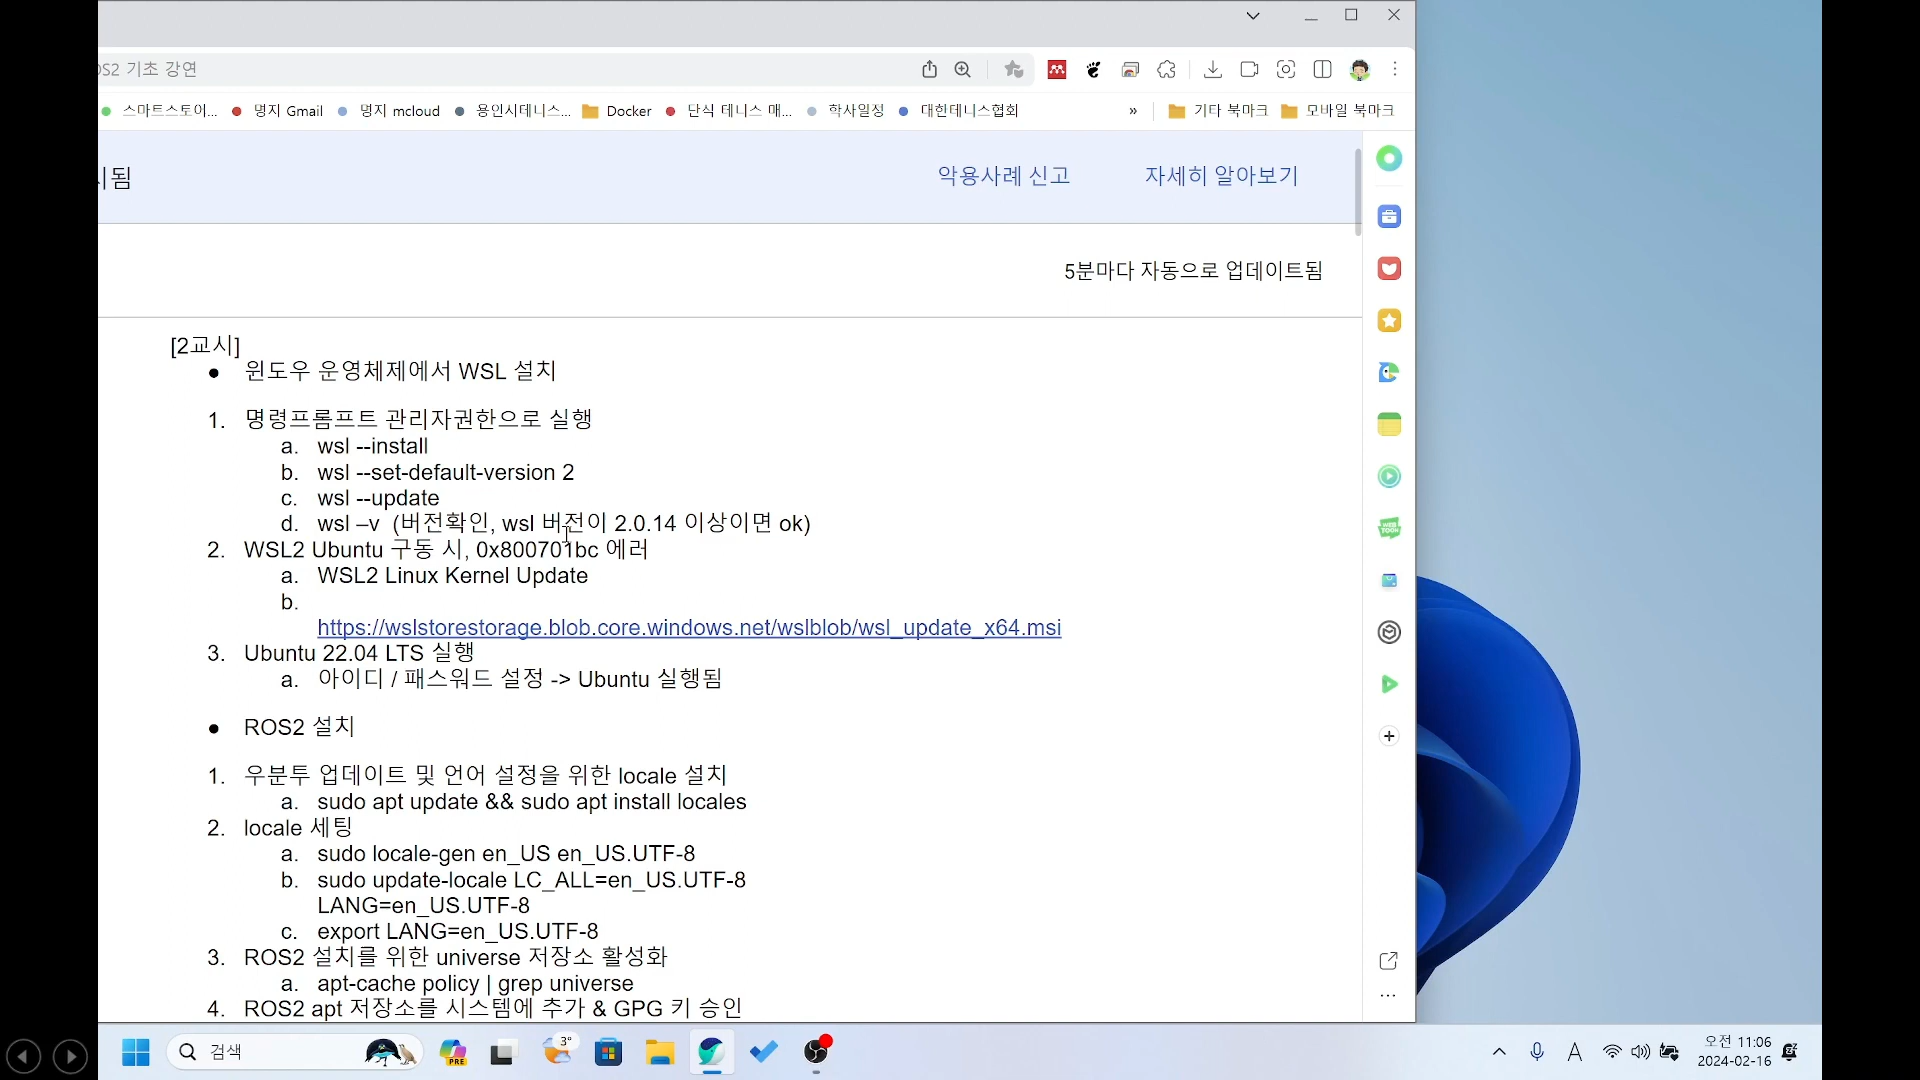 OS2 기초 강연
스마트스토어... 명지 Gmail 명지 mcloud 용인시테니스... Docker 단식 테니스 매... 학사일정 대한테니스협회 » 기타 북마크 모바일 북마크
시됨 악용사례 신고 자세히 알아보기
5분마다 자동으로 업데이트됨
[2교시]
● 윈도우 운영체제에서 WSL 설치
1. 명령프롬프트 관리자권한으로 실행
a. wsl --install
b. wsl --set-default-version 2
c. wsl --update
d. wsl –v (버전확인, wsl 버전이 2.0.14 이상이면 ok)
2. WSL2 Ubuntu 구동 시, 0x800701bc 에러
a. WSL2 Linux Kernel Update
b.
https://wslstorestorage.blob.core.windows.net/wslblob/wsl_update_x64.msi
3. Ubuntu 22.04 LTS 실행
a. 아이디 / 패스워드 설정 -> Ubuntu 실행됨
● ROS2 설치
1. 우분투 업데이트 및 언어 설정을 위한 locale 설치
a. sudo apt update && sudo apt install locales
2. locale 세팅
a. sudo locale-gen en_US en_US.UTF-8
b. sudo update-locale LC_ALL=en_US.UTF-8
LANG=en_US.UTF-8
c. export LANG=en_US.UTF-8
3. ROS2 설치를 위한 universe 저장소 활성화
a. apt-cache policy | grep universe
4. ROS2 apt 저장소를 시스템에 추가 & GPG 키 승인
WEB
TOON
검색 PRE 3° A 오전 11:06
2024-02-16